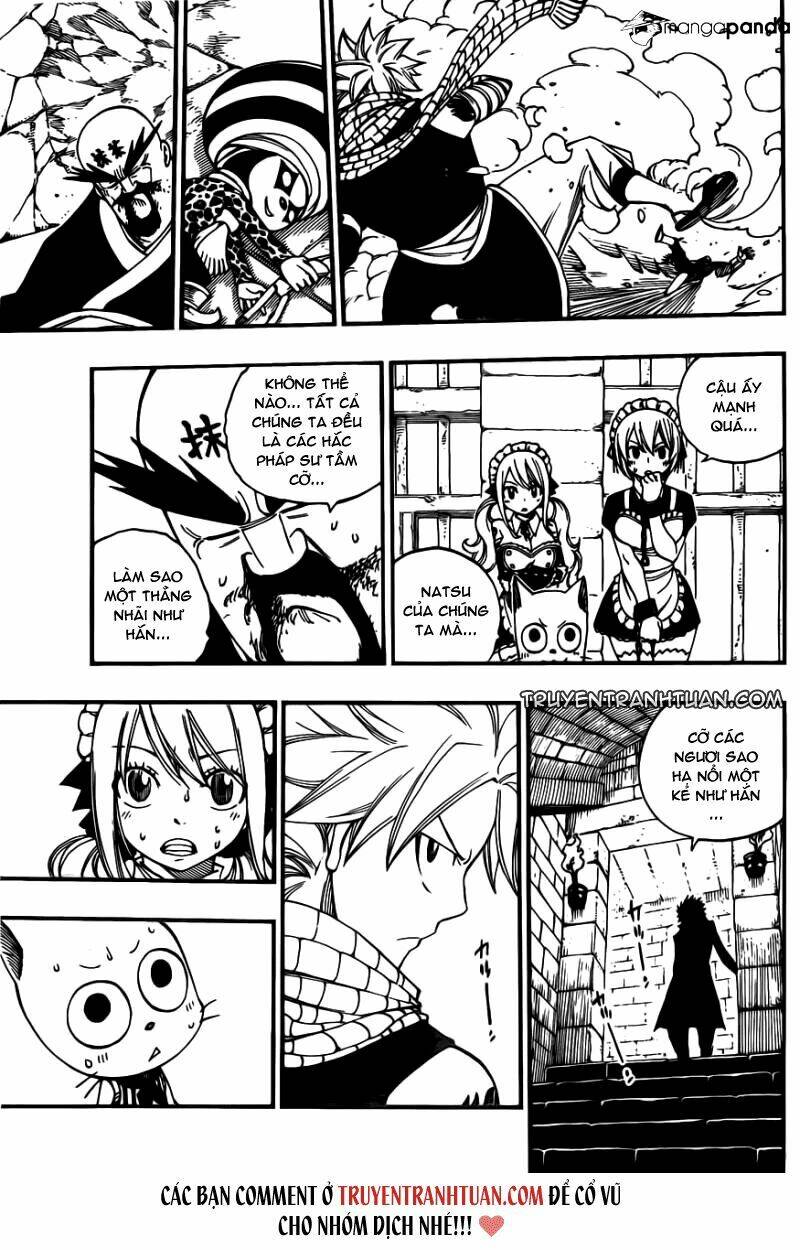 mangapanda
抹
抹
CẬU ẤY
MẠNH
QUÁ...
NATSU
CỦA CHÚNG
TA MÀ...
KHÔNG THỂ
NÀO... TẤT CẢ
CHÚNG TA ĐỀU
LÀ CÁC HẮC
PHÁP SƯ TẦM
CỠ...
LÀM SAO
MỘT THẰNG
NHÃI NHƯ
HẮN...
TRUYENTRANHTUAN.COM
CỠ CÁC
NGƯƠI SAO
HẠ NỔI MỘT
KẺ NHƯ HẮN
...
CÁC BẠN COMMENT Ở TRUYENTRANHTUAN.COM ĐỂ CỔ VŨ
CHO NHÓM DỊCH NHÉ!!! ❤